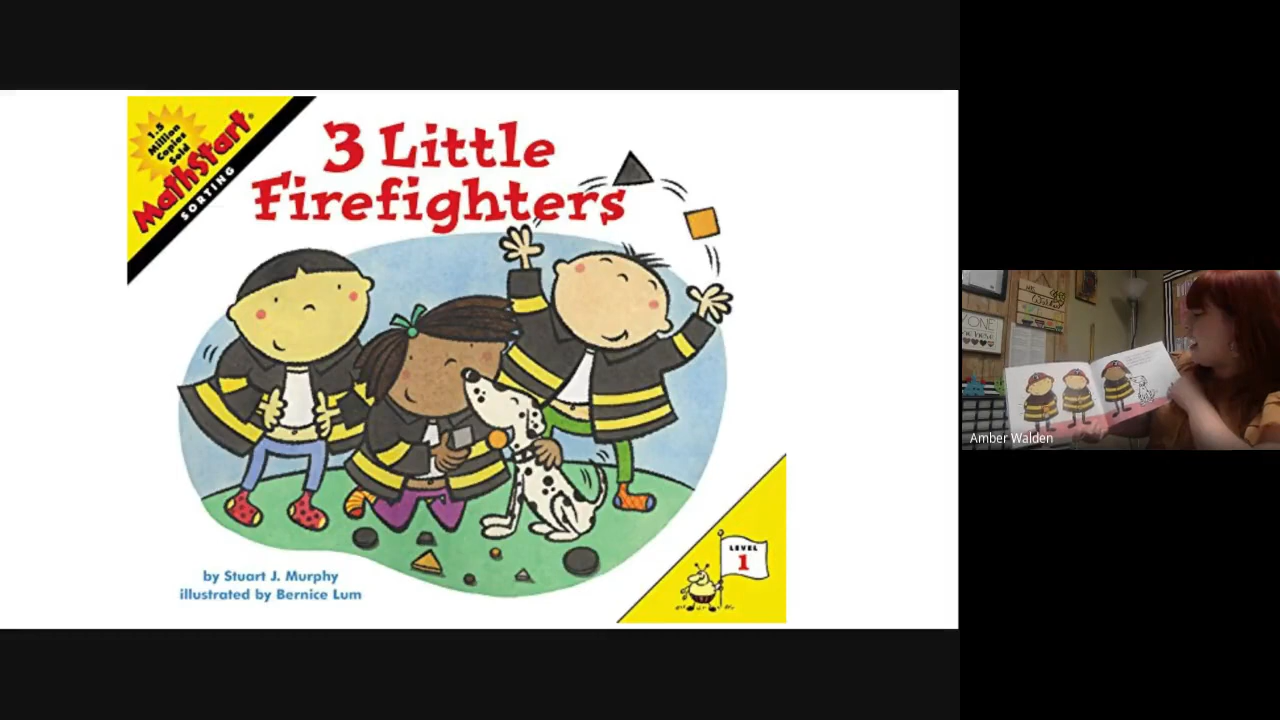 1.5
Million
Copies
Sold
MathStart®
SORTING
3 Little
Firefighters
by Stuart J. Murphy
illustrated by Bernice Lum
LEVEL
1
Amber Walden